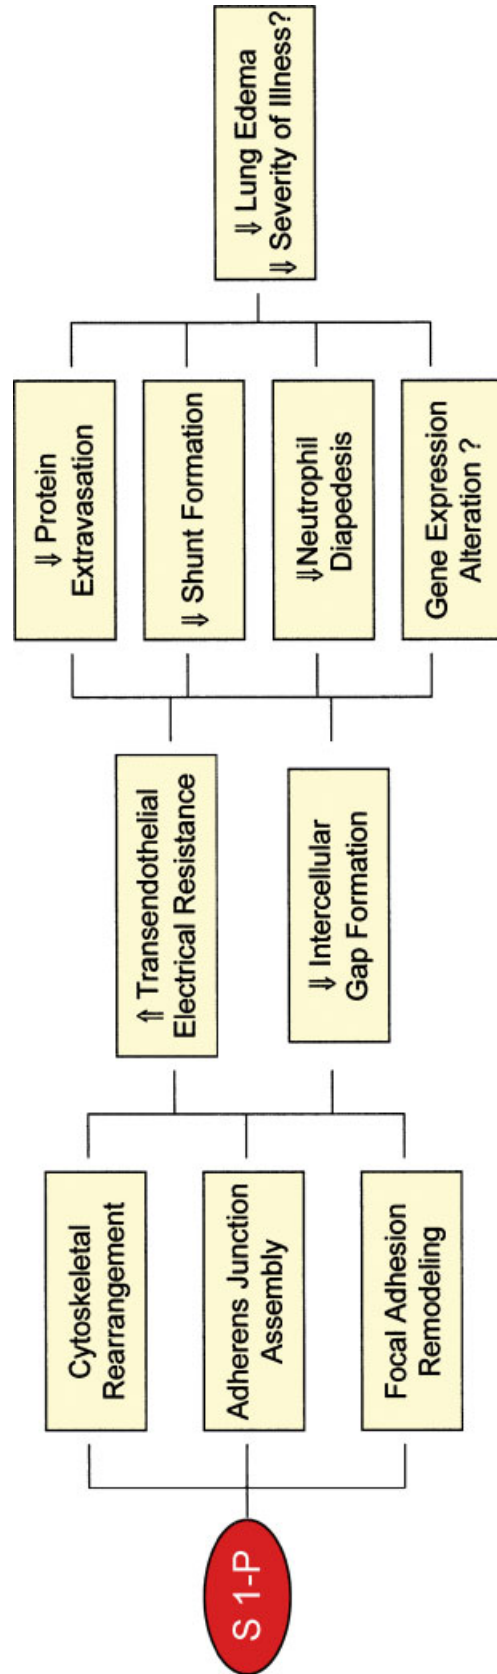 S 1-P
Cytoskeletal
Rearrangement
Adherens Junction
Assembly
Focal Adhesion
Remodeling
⇑ Transendothelial
Electrical Resistance
⇓ Intercellular
Gap Formation
⇓ Protein
Extravasation
⇓ Shunt Formation
⇓Neutrophil
Diapedesis
Gene Expression
Alteration ?
⇓ Lung Edema
⇓ Severity of Illness?